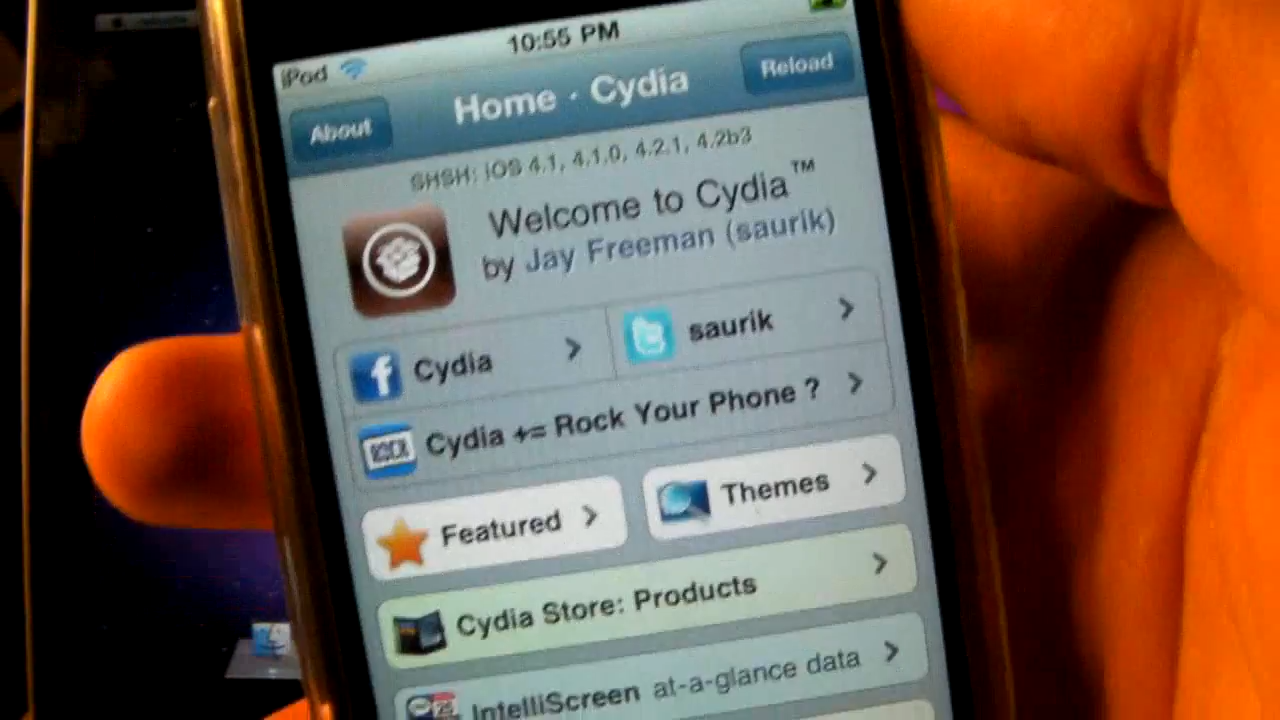 10:55 PM
iPod
Home · Cydia
Reload
About
SHSH: iOS 4.1, 4.1.0, 4.2.1, 4.2b3
Welcome to Cydia™
by Jay Freeman (saurik)
Cydia
saurik
Cydia += Rock Your Phone ?
Featured
Themes
Cydia Store: Products
IntelliScreen at-a-glance data